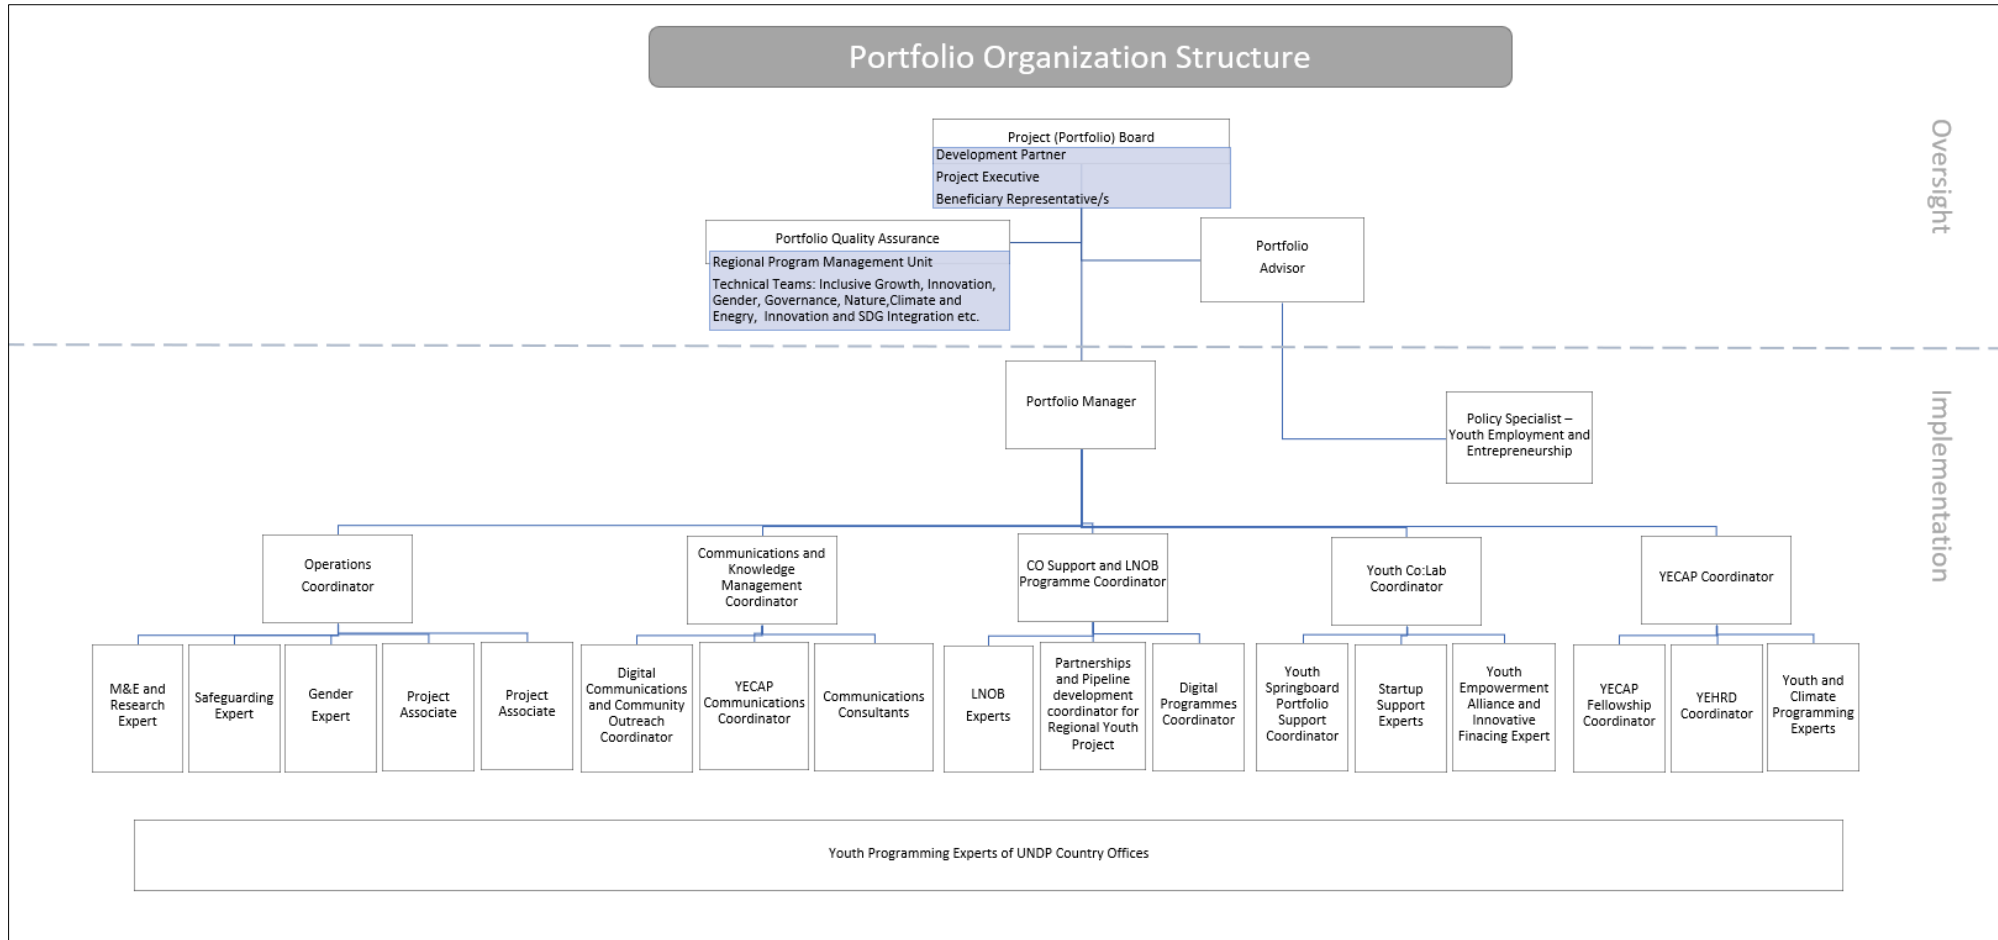 Portfolio Organization Structure
Oversight
Project (Portfolio) Board
Development Partner
Project Executive
Beneficiary Representative/s
Portfolio Quality Assurance
Regional Program Management Unit
Technical Teams: Inclusive Growth, Innovation,
Gender, Governance, Nature,Climate and
Enegry, Innovation and SDG Integration etc.
Portfolio
Advisor
Implementation
Portfolio Manager
Policy Specialist –
Youth Employment and
Entrepreneurship
Operations
Coordinator
Communications and
Knowledge
Management
Coordinator
CO Support and LNOB
Programme Coordinator
Youth Co:Lab
Coordinator
YECAP Coordinator
M&E and
Research
Expert
Safeguarding
Expert
Gender
Expert
Project
Associate
Project
Associate
Digital
Communications
and Community
Outreach
Coordinator
YECAP
Communications
Coordinator
Communications
Consultants
LNOB
Experts
Partnerships
and Pipeline
development
coordinator for
Regional Youth
Project
Digital
Programmes
Coordinator
Youth
Springboard
Portfolio
Support
Coordinator
Startup
Support
Experts
Youth
Empowerment
Alliance and
Innovative
Finacing Expert
YECAP
Fellowship
Coordinator
YEHRD
Coordinator
Youth and
Climate
Programming
Experts
Youth Programming Experts of UNDP Country Offices